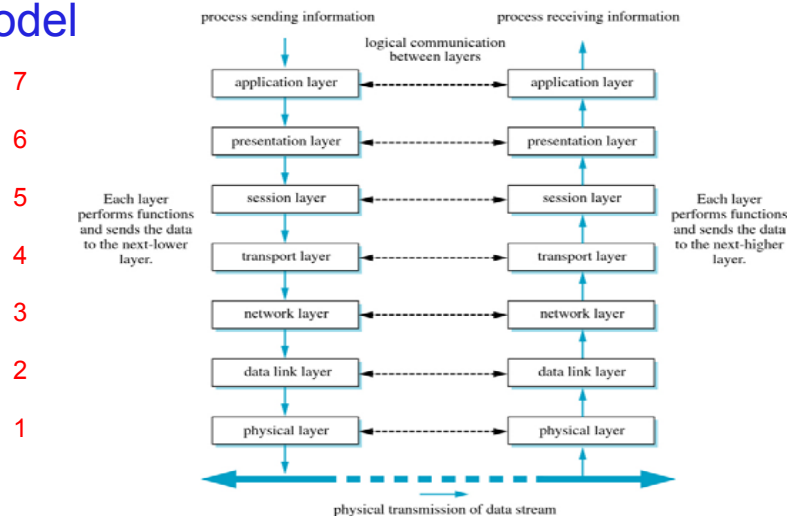 odel
process sending information
process receiving information
logical communication
between layers
7
application layer
application layer
6
presentation layer
presentation layer
5
session layer
session layer
Each layer
performs functions
and sends the data
to the next-lower
layer.
Each layer
performs functions
and sends the data
to the next-higher
layer.
4
transport layer
transport layer
3
network layer
network layer
2
data link layer
data link layer
1
physical layer
physical layer
physical transmission of data stream